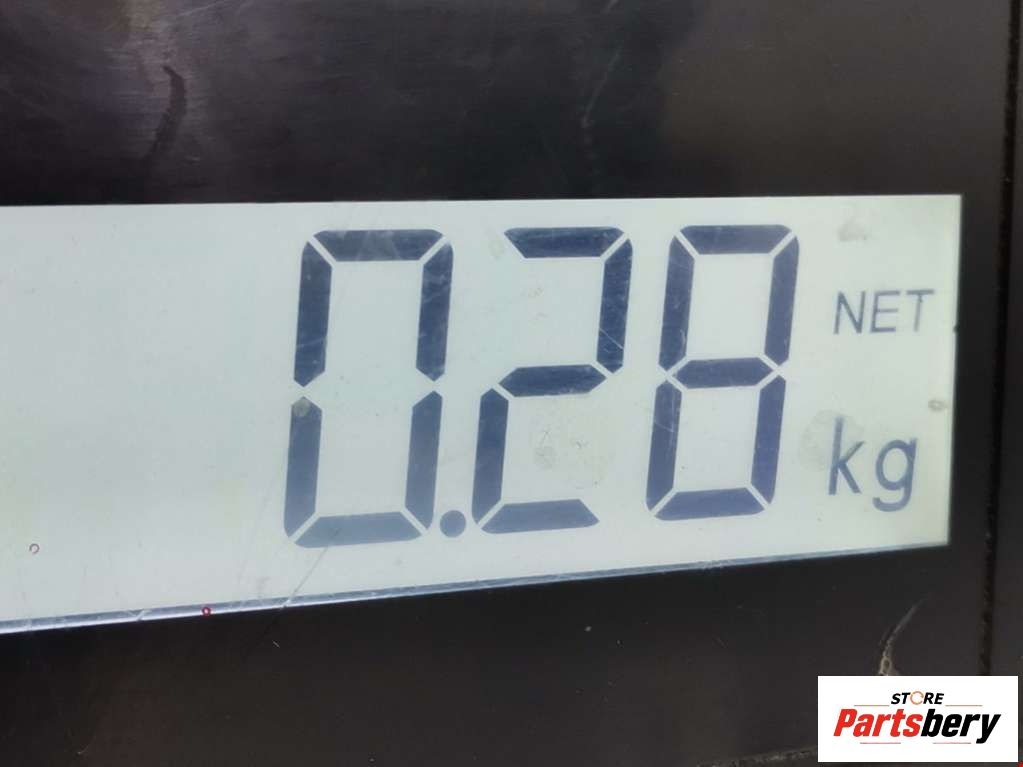 0.28 NET
kg
STORE
Partsbery